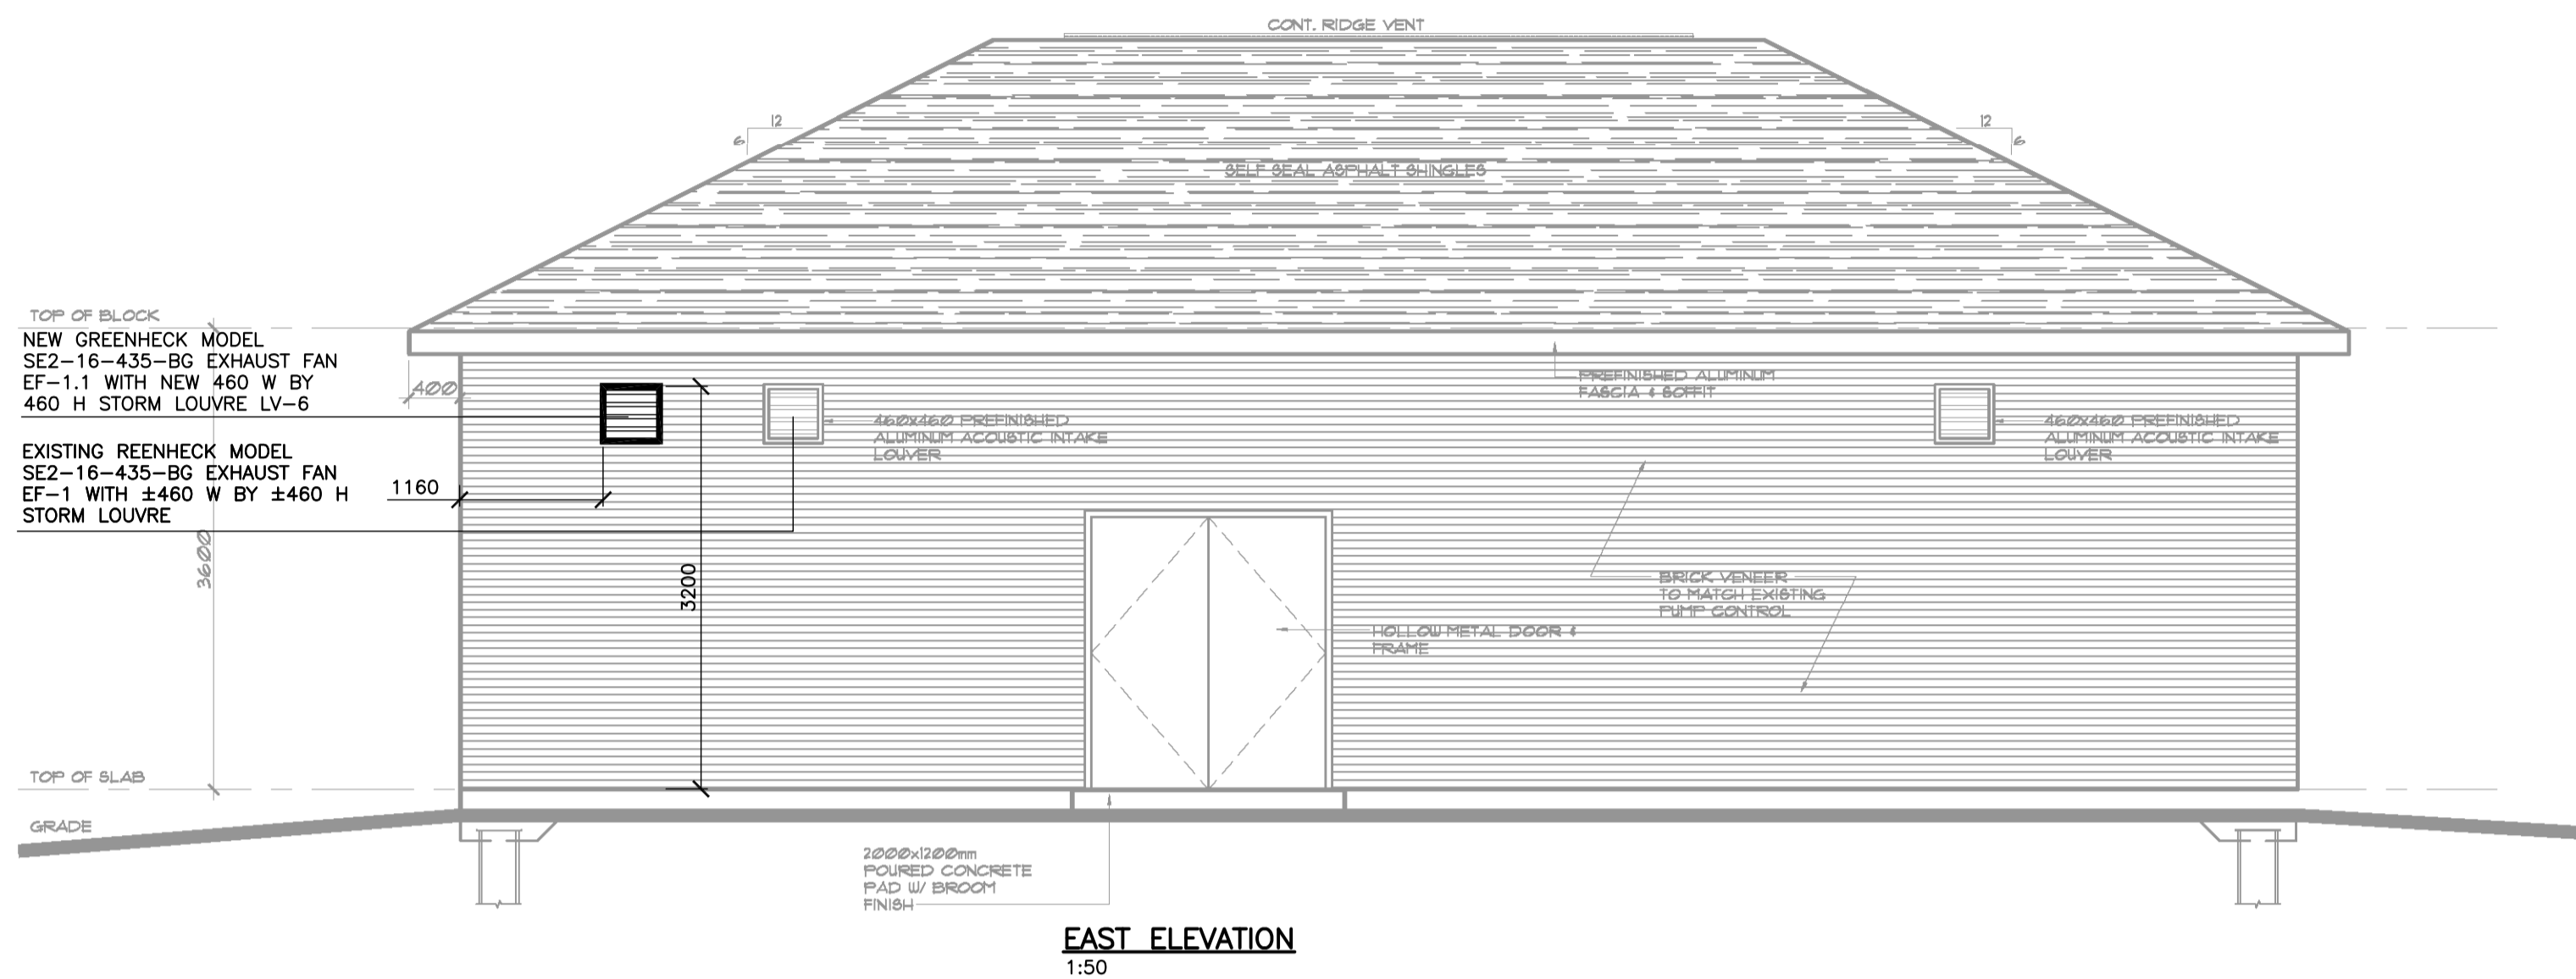 CONT. RIDGE VENT
12
6
12
6
SELF SEAL ASPHALT SHINGLES
TOP OF BLOCK
NEW GREENHECK MODEL
SE2-16-435-BG EXHAUST FAN
EF-1.1 WITH NEW 460 W BY
460 H STORM LOUVRE LV-6
400
PREFINISHED ALUMINUM
FASCIA & SOFFIT
460x460 PREFINISHED
ALUMINUM ACOUSTIC INTAKE
LOUVER
460x460 PREFINISHED
ALUMINUM ACOUSTIC INTAKE
LOUVER
EXISTING REENHECK MODEL
SE2-16-435-BG EXHAUST FAN
EF-1 WITH ±460 W BY ±460 H
STORM LOUVRE
1160
3600
3200
BRICK VENEER
TO MATCH EXISTING
PUMP CONTROL
HOLLOW METAL DOOR &
FRAME
TOP OF SLAB
GRADE
2000x1200mm
POURED CONCRETE
PAD W/ BROOM
FINISH
EAST ELEVATION
1:50